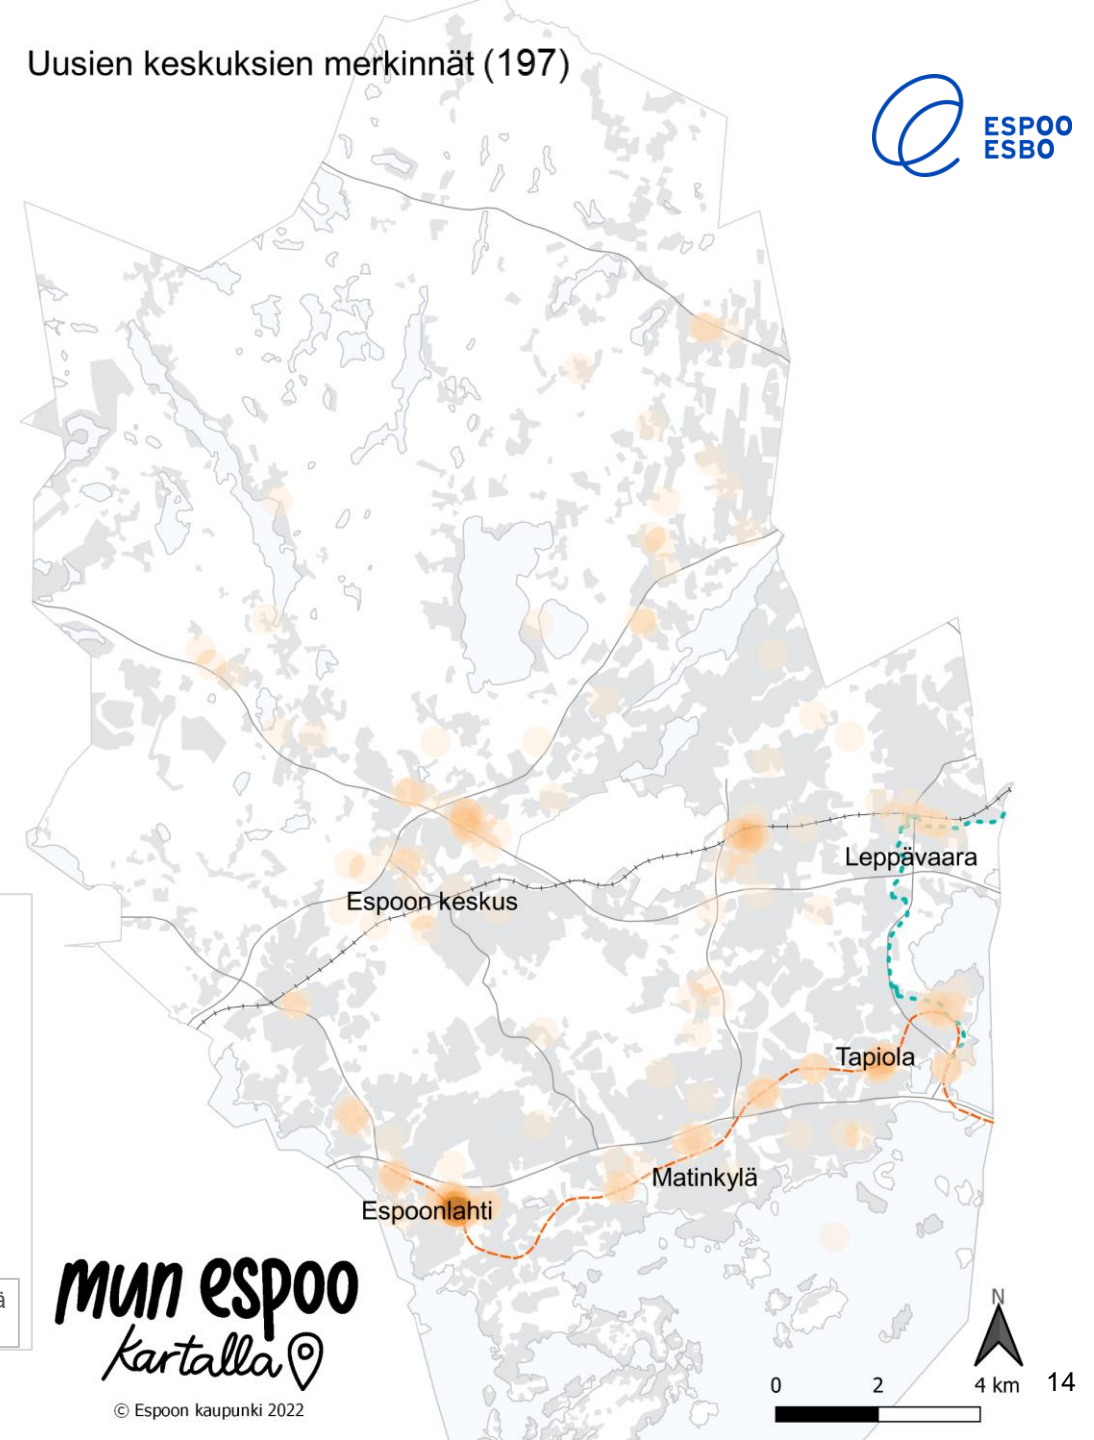 Uusien keskuksien merkinnät (197)
ESPOO
ESBO
Leppävaara
Espoon keskus
Tapiola
Matinkylä
Espoonlahti
ä
mun espoo
kartalla
© Espoon kaupunki 2022
N
0 2 4 km
14